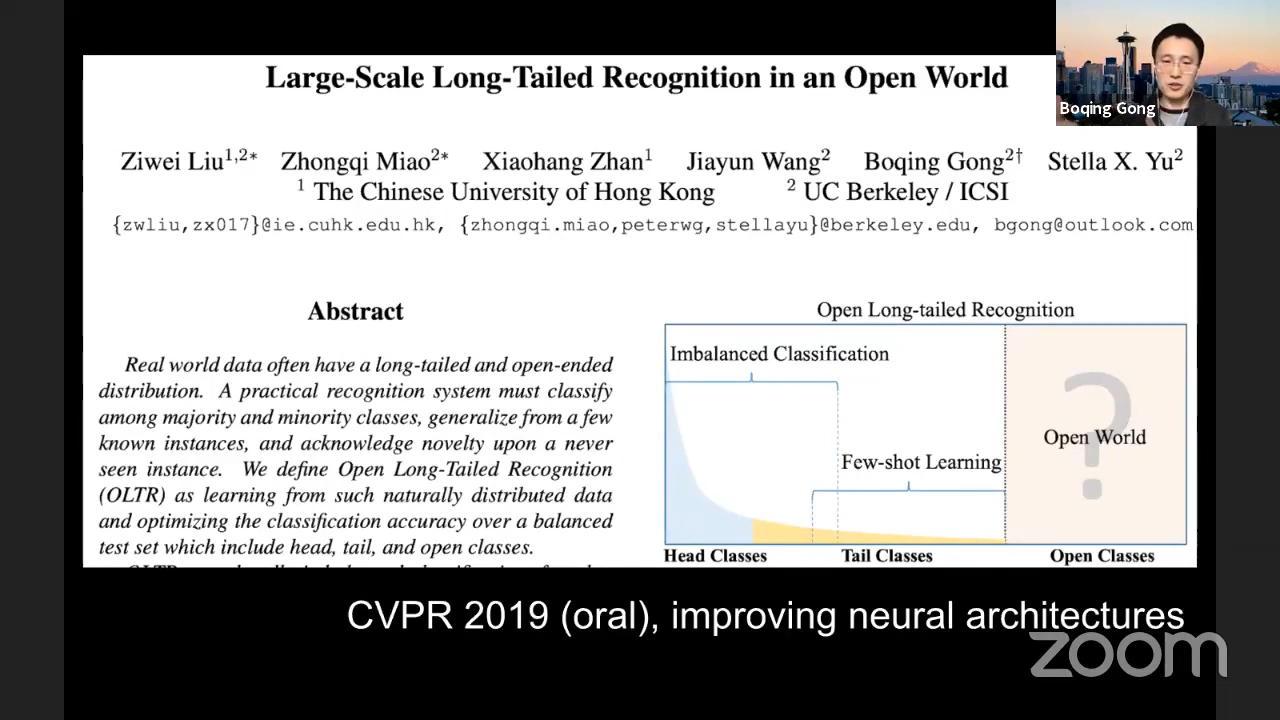 Large-Scale Long-Tailed Recognition in an Open World
Boqing Gong
Ziwei Liu1,2* Zhongqi Miao2* Xiaohang Zhan1 Jiayun Wang2 Boqing Gong2† Stella X. Yu2
1 The Chinese University of Hong Kong 2 UC Berkeley / ICSI
{zwliu,zx017}@ie.cuhk.edu.hk, {zhongqi.miao,peterwg,stellayu}@berkeley.edu, bgong@outlook.com
Abstract
Real world data often have a long-tailed and open-ended
distribution. A practical recognition system must classify
among majority and minority classes, generalize from a few
known instances, and acknowledge novelty upon a never
seen instance. We define Open Long-Tailed Recognition
(OLTR) as learning from such naturally distributed data
and optimizing the classification accuracy over a balanced
test set which include head, tail, and open classes.
Open Long-tailed Recognition
Imbalanced Classification
?
Open World
Few-shot Learning
Head Classes Tail Classes Open Classes
CVPR 2019 (oral), improving neural architectures
zoom